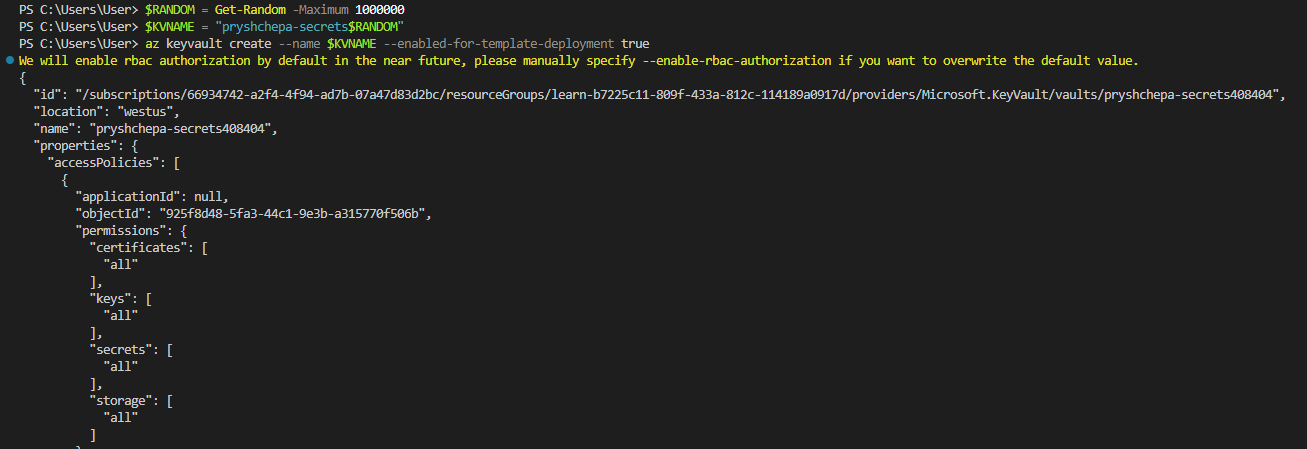 PS C:\Users\User> $RANDOM = Get-Random -Maximum 1000000
PS C:\Users\User> $KVNAME = "pryshchepa-secrets$RANDOM"
PS C:\Users\User> az keyvault create --name $KVNAME --enabled-for-template-deployment true
We will enable rbac authorization by default in the near future, please manually specify --enable-rbac-authorization if you want to overwrite the default value.
{
  "id": "/subscriptions/66934742-a2f4-4f94-ad7b-07a47d83d2bc/resourceGroups/learn-b7225c11-809f-433a-812c-114189a0917d/providers/Microsoft.KeyVault/vaults/pryshchepa-secrets408404",
  "location": "westus",
  "name": "pryshchepa-secrets408404",
  "properties": {
    "accessPolicies": [
      {
        "applicationId": null,
        "objectId": "925f8d48-5fa3-44c1-9e3b-a315770f506b",
        "permissions": {
          "certificates": [
            "all"
          ],
          "keys": [
            "all"
          ],
          "secrets": [
            "all"
          ],
          "storage": [
            "all"
          ]